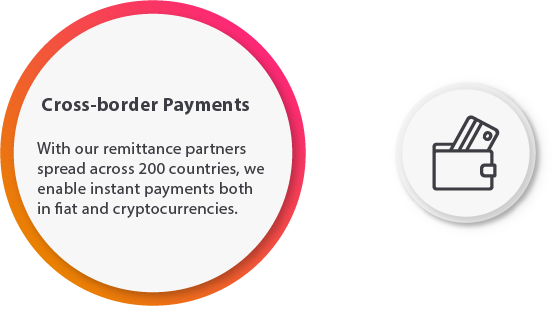 Cross-border Payments
With our remittance partners
spread across 200 countries, we
enable instant payments both
in fiat and cryptocurrencies.